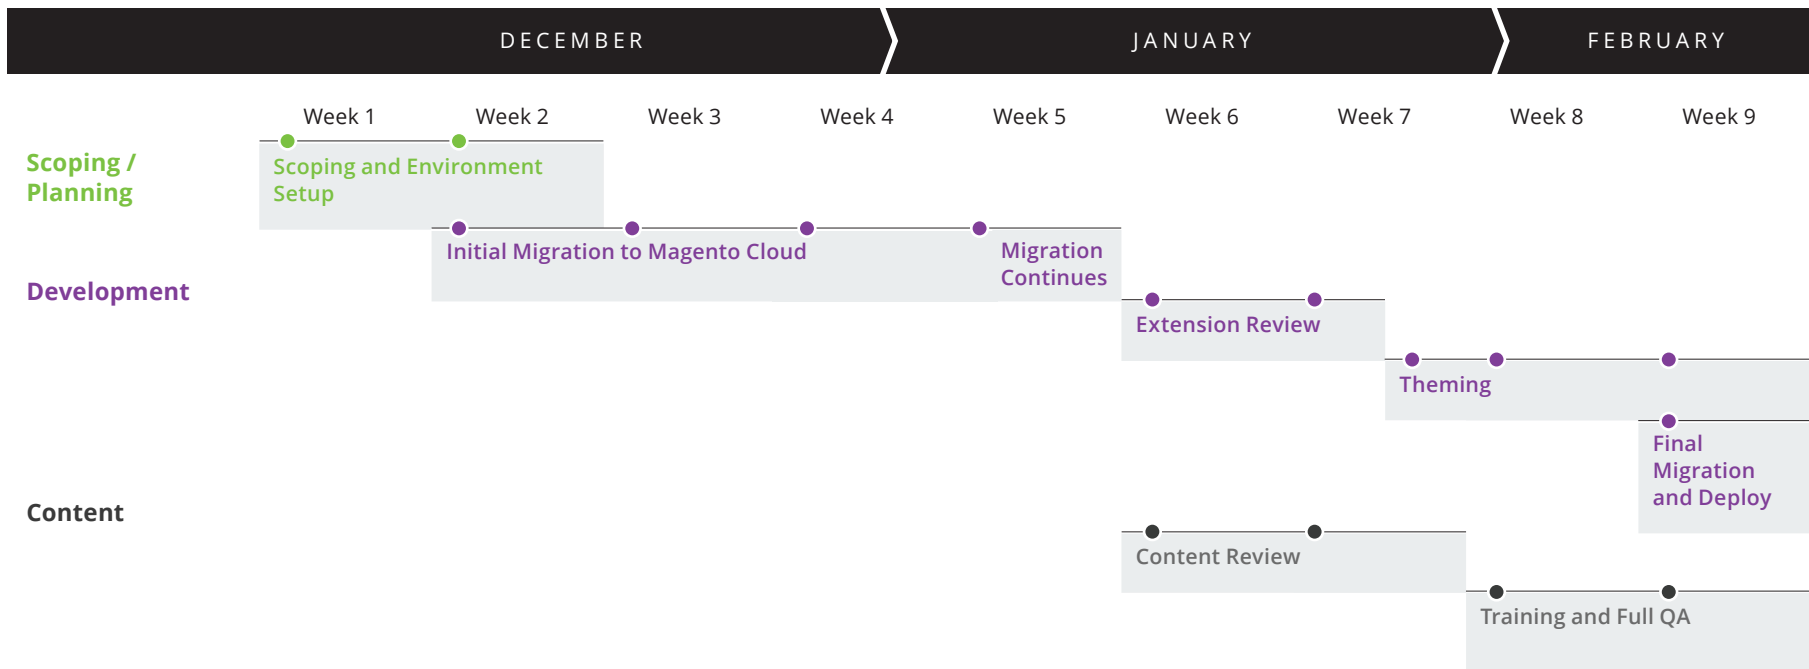 DECEMBER
JANUARY
FEBRUARY
Week 1
Week 2
Week 3
Week 4
Week 5
Week 6
Week 7
Week 8
Week 9
Scoping /
Planning
Scoping and Environment
Setup
Development
Initial Migration to Magento Cloud
Migration
Continues
Extension Review
Theming
Final
Migration
and Deploy
Content
Content Review
Training and Full QA